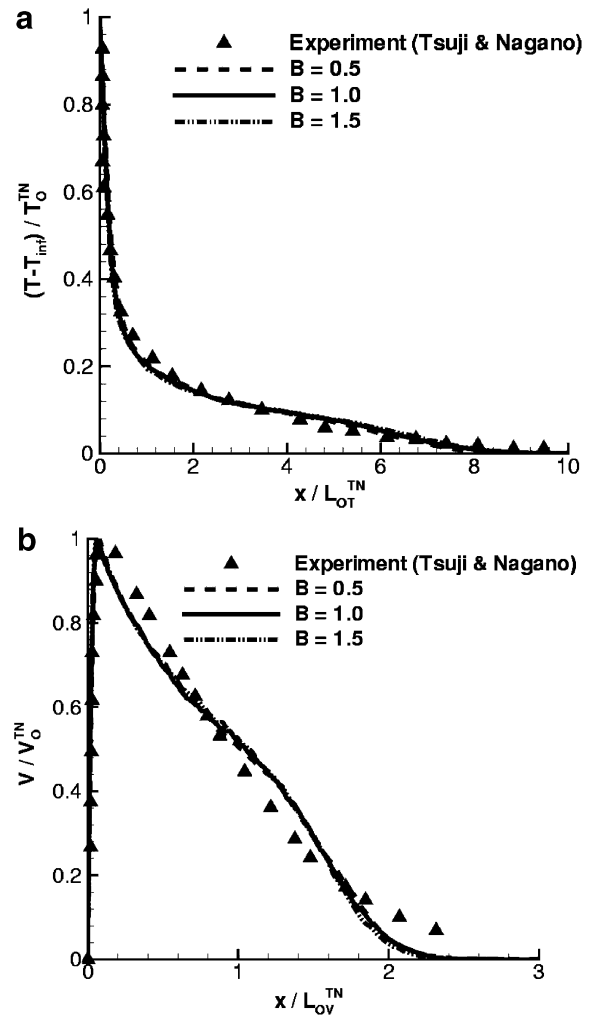 a
1
Experiment (Tsuji & Nagano)
B = 0.5
B = 1.0
B = 1.5
0.8
0.6
0.4
0.2
0
(T-T_inf) / T_O^TN
0 2 4 6 8 10
x / L_OT^TN
b
1
Experiment (Tsuji & Nagano)
B = 0.5
B = 1.0
B = 1.5
0.8
0.6
0.4
0.2
0
V / V_O^TN
0 1 2 3
x / L_OV^TN